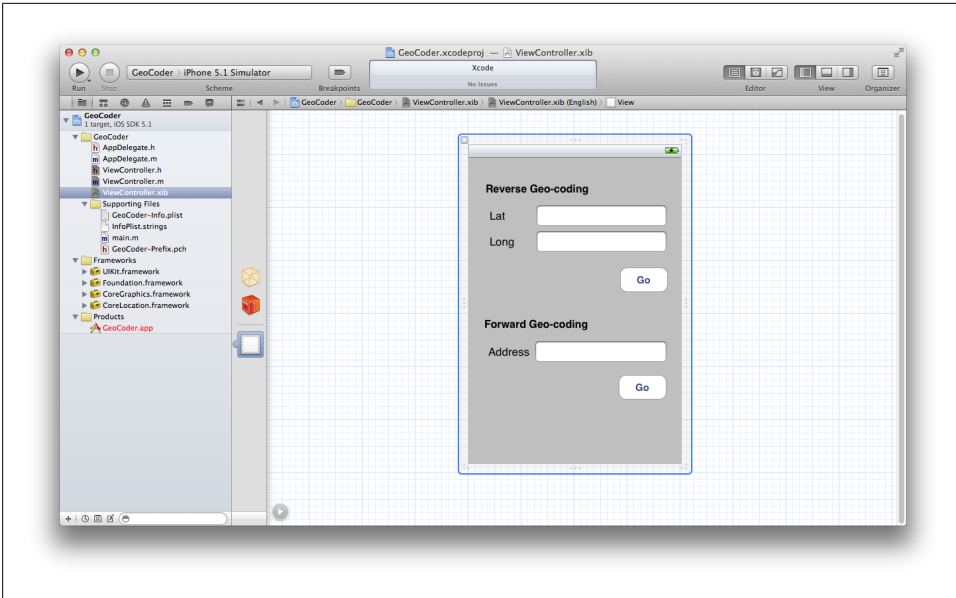 GeoCoder.xcodeproj — ViewController.xib
GeoCoder iPhone 5.1 Simulator
Xcode
No Issues
Run Stop Scheme Breakpoints Editor View Organizer
GeoCoder GeoCoder ViewController.xib ViewController.xib (English) View
GeoCoder
1 target, iOS SDK 5.1
GeoCoder
h AppDelegate.h
m AppDelegate.m
h ViewController.h
m ViewController.m
ViewController.xib
Supporting Files
GeoCoder-Info.plist
InfoPlist.strings
m main.m
h GeoCoder-Prefix.pch
Frameworks
UIKit.framework
Foundation.framework
CoreGraphics.framework
CoreLocation.framework
Products
GeoCoder.app
Reverse Geo-coding
Lat
Long
Go
Forward Geo-coding
Address
Go